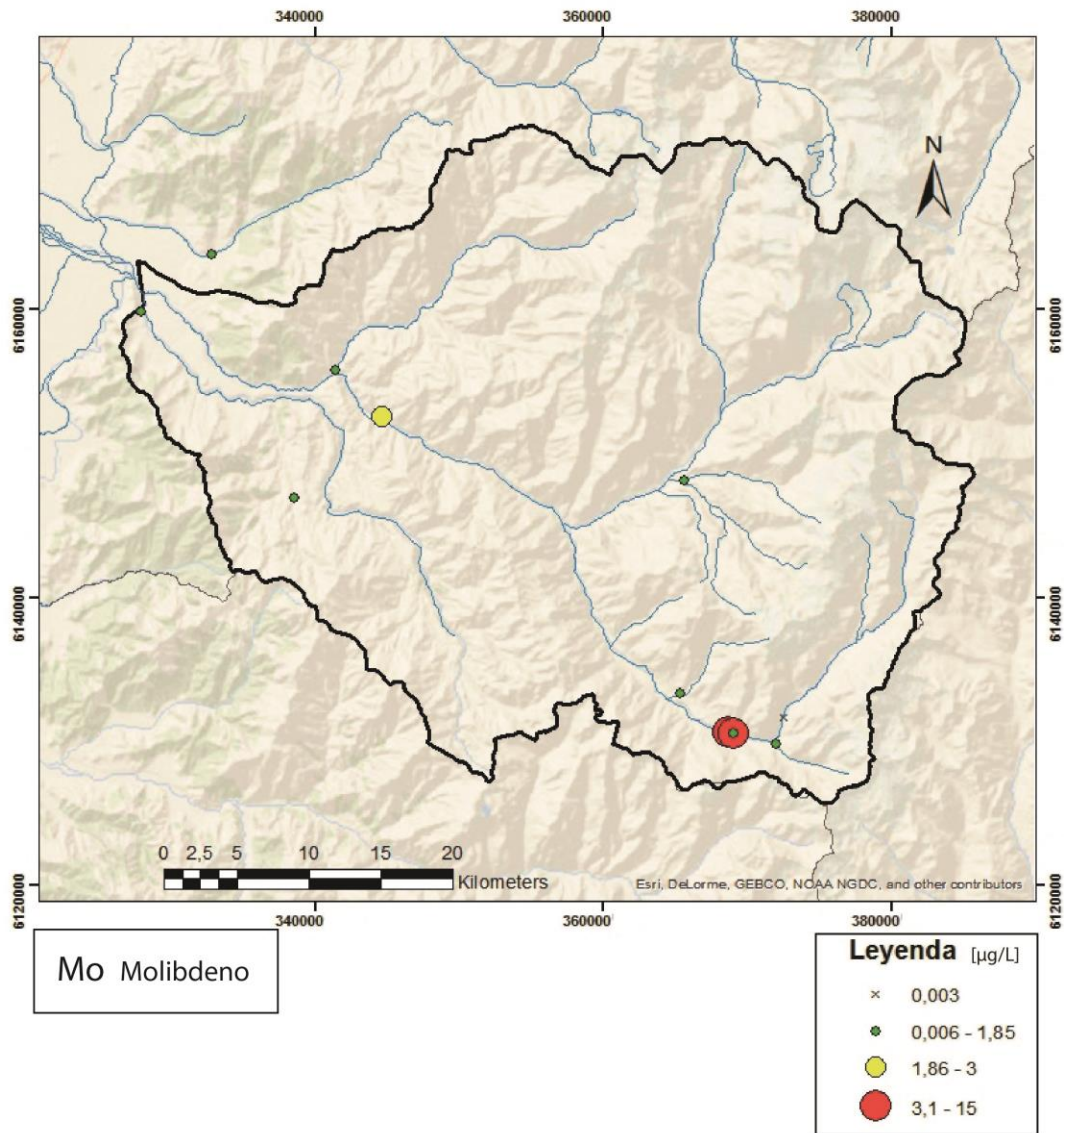 340000 360000 380000
N
6160000 6160000
6140000 6140000
6120000 6120000
0 2,5 5 10 15 20
Kilometers
Esri, DeLorme, GEBCO, NOAA NGDC, and other contributors
340000 360000 380000
Mo Molibdeno
Leyenda [µg/L]
× 0,003
0,006 - 1,85
1,86 - 3
3,1 - 15